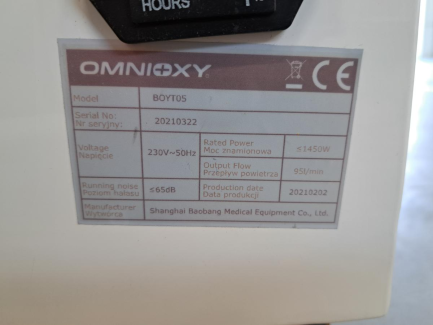 HOURS
OMNIOXY®
CE
Model BOYT05
Serial No: 20210322
Nr seryjny:
Voltage 230V~50Hz
Napięcie
Rated Power ≤1450W
Moc znamionowa
Output Flow 95l/min
Przepływ powietrza
Running noise ≤65dB
Poziom hałasu
Production date 20210202
Data produkcji
Manufacturer Shanghai Baobang Medical Equipment Co., Ltd.
Wytwórca